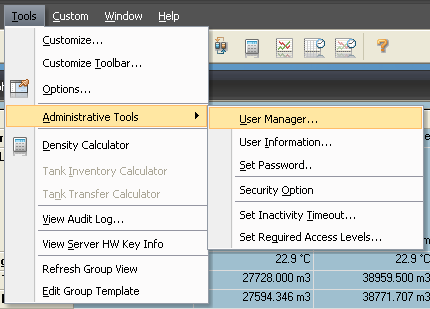 Tools Custom Window Help
Customize...
Customize Toolbar...
Options...
Administrative Tools
User Manager...
Density Calculator
User Information...
Tank Inventory Calculator
Set Password..
Tank Transfer Calculator
Security Option
View Audit Log...
Set Inactivity Timeout...
View Server HW Key Info
Set Required Access Levels...
Refresh Group View
22.9 °C 22.9 °C
Edit Group Template
27728.000 m3 38959.500 m3
27594.346 m3 38771.707 m3